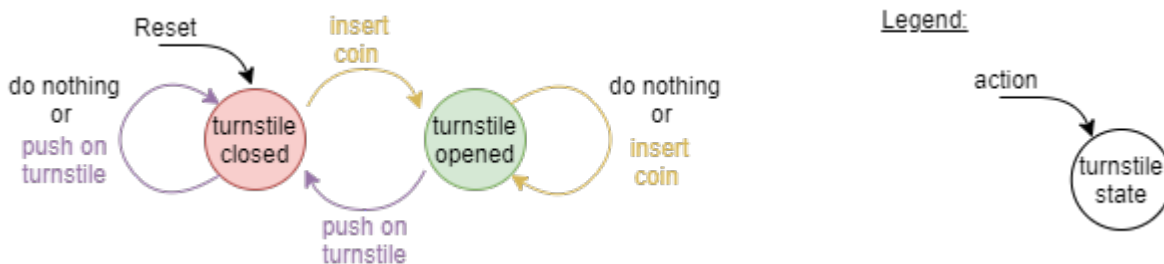 Reset
insert
coin
do nothing
or
push on
turnstile
turnstile
closed
turnstile
opened
do nothing
or
insert
coin
push on
turnstile
Legend:
action
turnstile
state